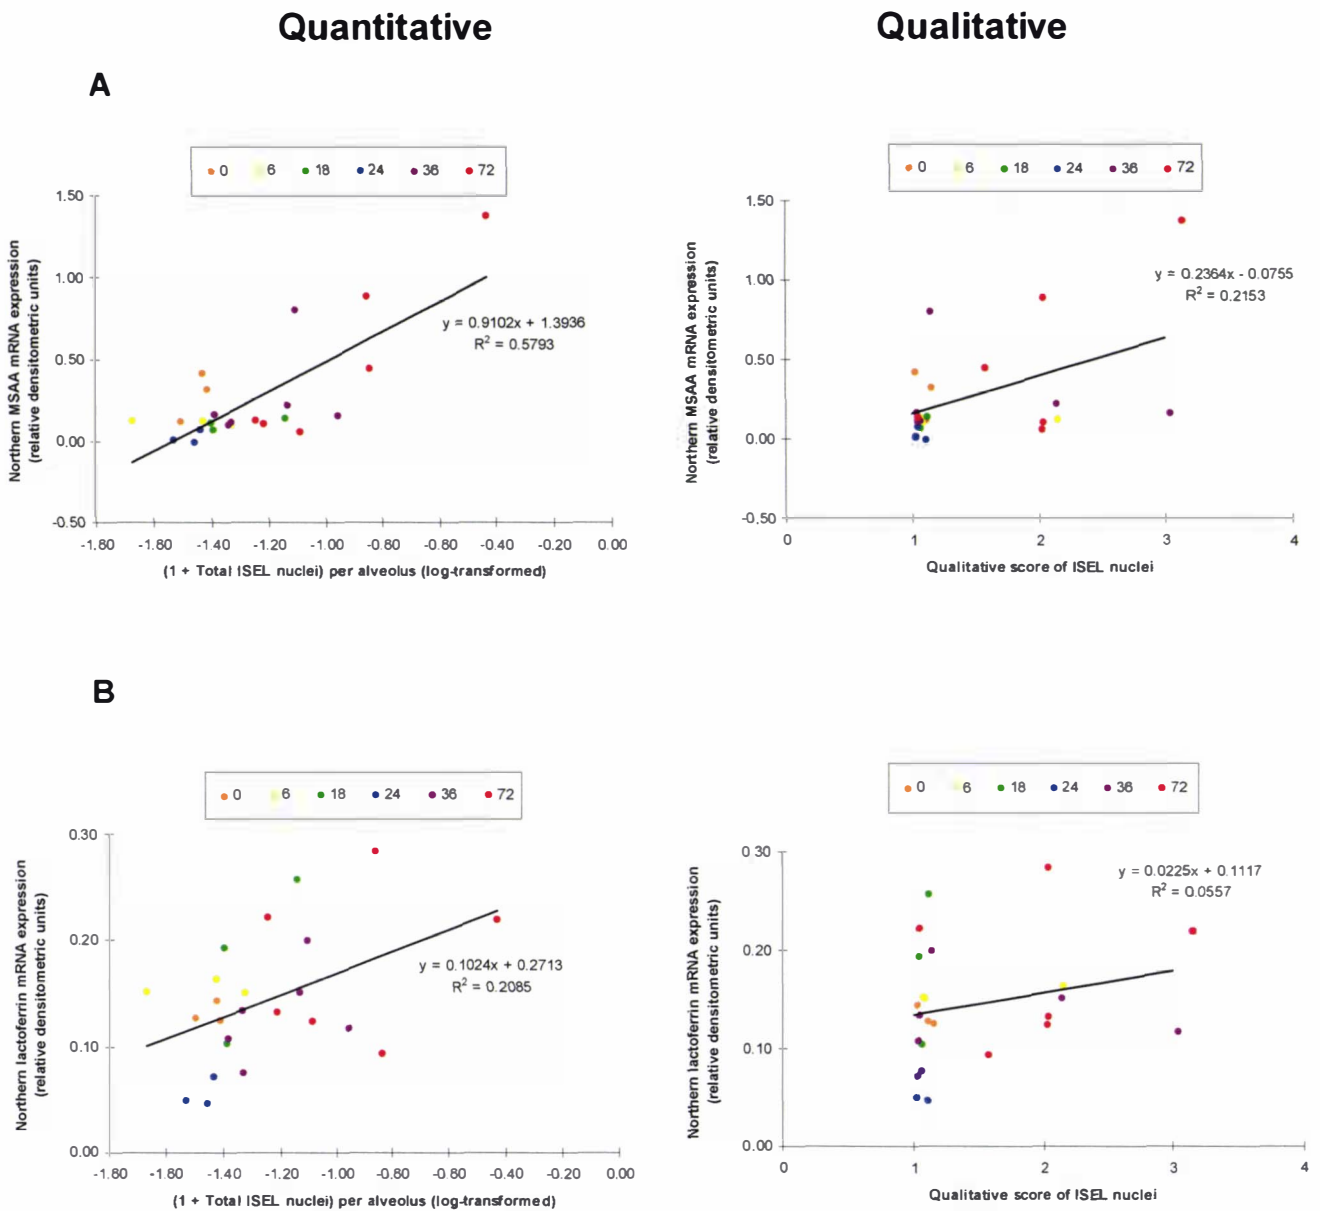 Quantitative
Qualitative
A
0 6 18 24 36 72
1.50
1.00
0.50
0.00
-0.50
Northern MSAA mRNA expression
(relative densitometric units)
y = 0.9102x + 1.3936
R² = 0.5793
-1.80 -1.80 -1.40 -1.20 -1.00 -0.80 -0.60 -0.40 -0.20 0.00
(1 + Total ISEL nuclei) per alveolus (log-transformed)
0 6 18 24 36 72
1.50
1.00
0.50
0.00
-0.50
Northern MSAA mRNA expression
(relative densitometric units)
y = 0.2364x - 0.0755
R² = 0.2153
0 1 2 3 4
Qualitative score of ISEL nuclei
B
0 6 18 24 36 72
0.30
0.20
0.10
0.00
Northern lactoferrin mRNA expression
(relative densitometric units)
y = 0.1024x + 0.2713
R² = 0.2085
-1.80 -1.60 -1.40 -1.20 -1.00 -0.80 -0.60 -0.40 -0.20 0.00
(1 + Total ISEL nuclei) per alveolus (log-transformed)
0 6 18 24 36 72
0 30
0.20
0.10
0.00
Northern lactoferrin mRNA expression
(relative densitometric units)
y = 0.0225x + 0.1117
R² = 0.0557
0 1 2 3 4
Qualitative score of ISEL nuclei